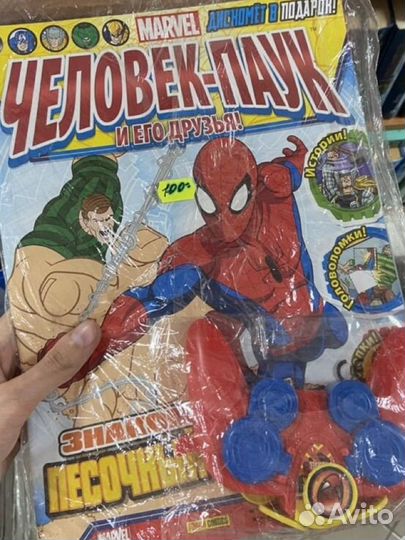 MARVEL ДИСКОМЁТ В ПОДАРОК!
ЧЕЛОВЕК-ПАУК
И ЕГО ДРУЗЬЯ!
Истории!
100-
ГОЛОВОЛОМКИ!
ПЕСОЧНЫЙ
MARVEL
Avito